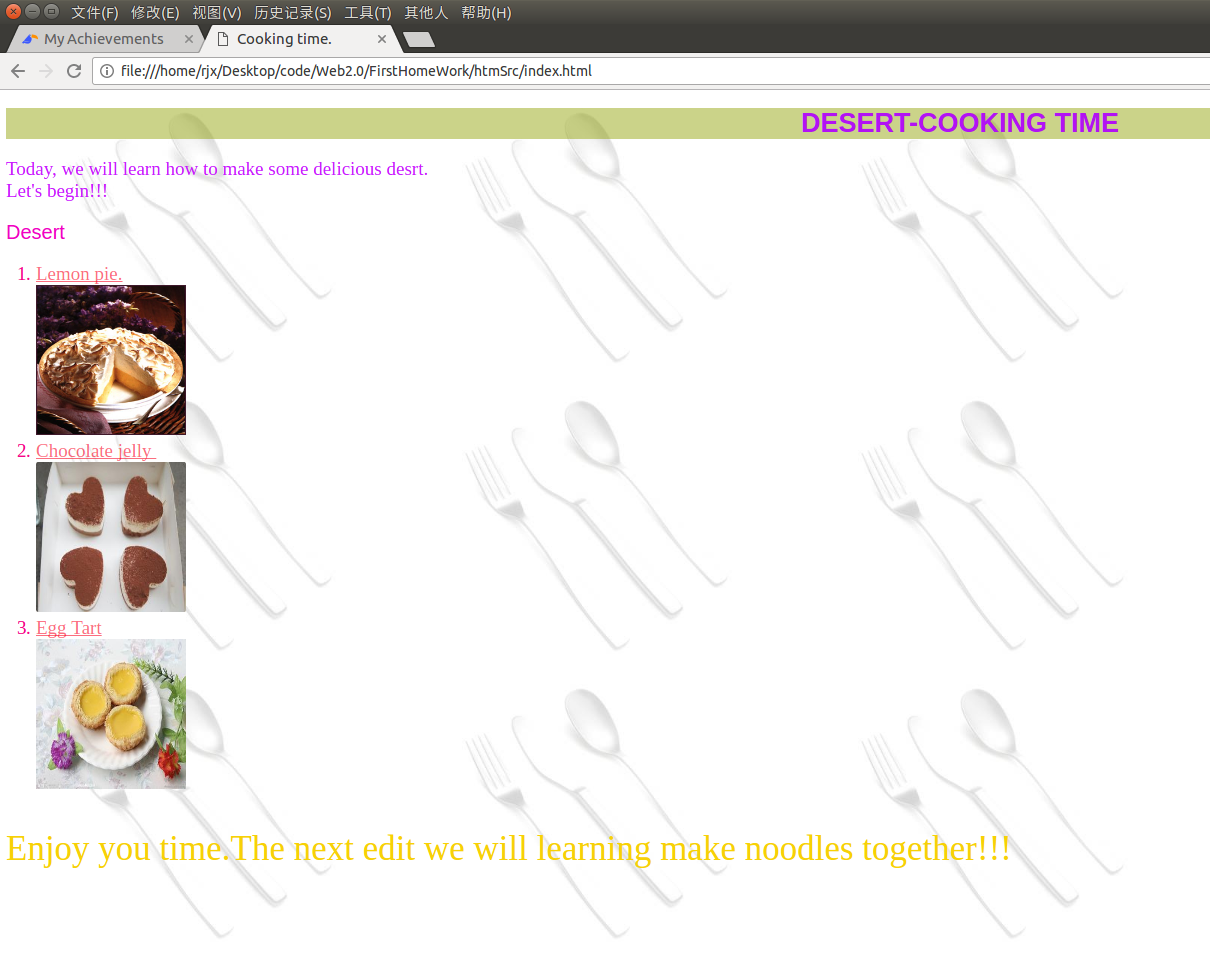 文件(F) 修改(E) 视图(V) 历史记录(S) 工具(T) 其他人 帮助(H)
My Achievements Cooking time.
file:///home/rjx/Desktop/code/Web2.0/FirstHomeWork/htmSrc/index.html
DESERT-COOKING TIME
Today, we will learn how to make some delicious desrt.
Let's begin!!!
Desert
1. Lemon pie.
2. Chocolate jelly
3. Egg Tart
Enjoy you time.The next edit we will learning make noodles together!!!